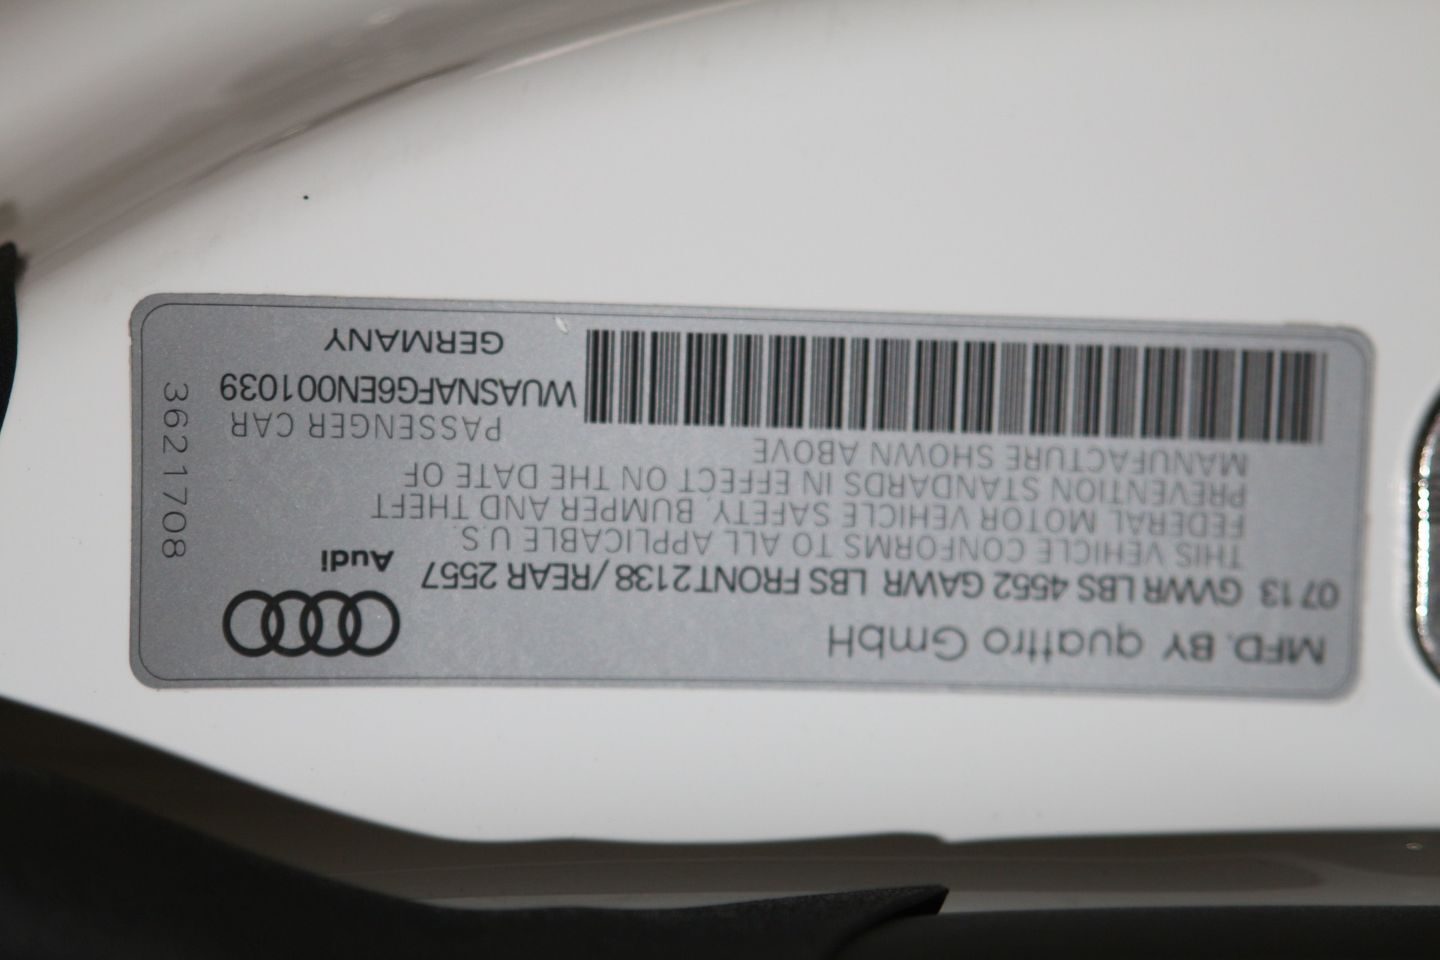 MFD. BY quattro GmbH
Audi
07 13 GVWR LBS 4552 GAWR LBS FRONT 2138 / REAR 2557
THIS VEHICLE CONFORMS TO ALL APPLICABLE U.S.
FEDERAL MOTOR VEHICLE SAFETY, BUMPER AND THEFT
PREVENTION STANDARDS IN EFFECT ON THE DATE OF
MANUFACTURE SHOWN ABOVE
PASSENGER CAR
WUASNAFG6EN001039
GERMANY
3621708